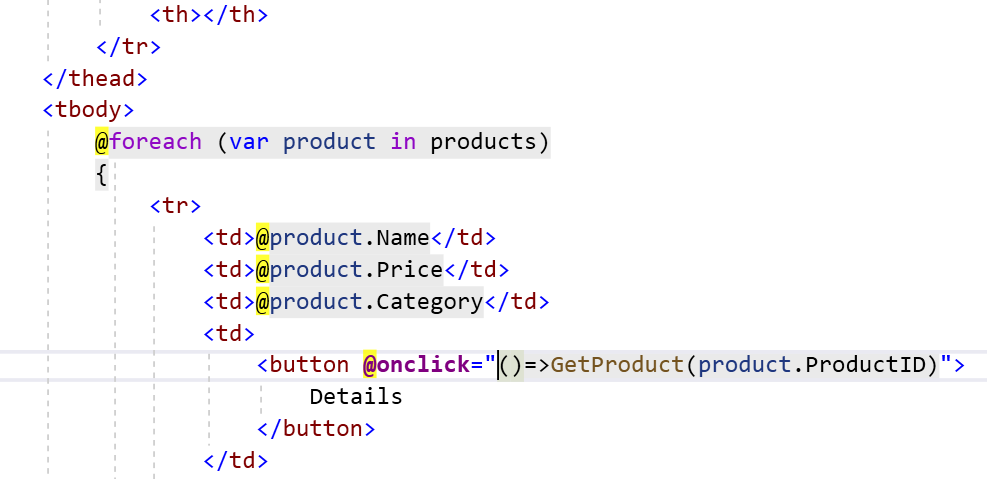 <th></th>
</tr>
</thead>
<tbody>
@foreach (var product in products)
{
<tr>
<td>@product.Name</td>
<td>@product.Price</td>
<td>@product.Category</td>
<td>
<button @onclick="()=>GetProduct(product.ProductID)">
Details
</button>
</td>